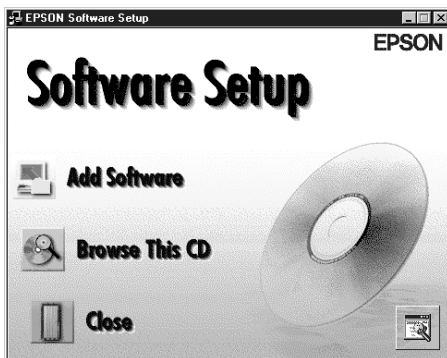 EPSON Software Setup
EPSON
Software Setup
Add Software
Browse This CD
Close